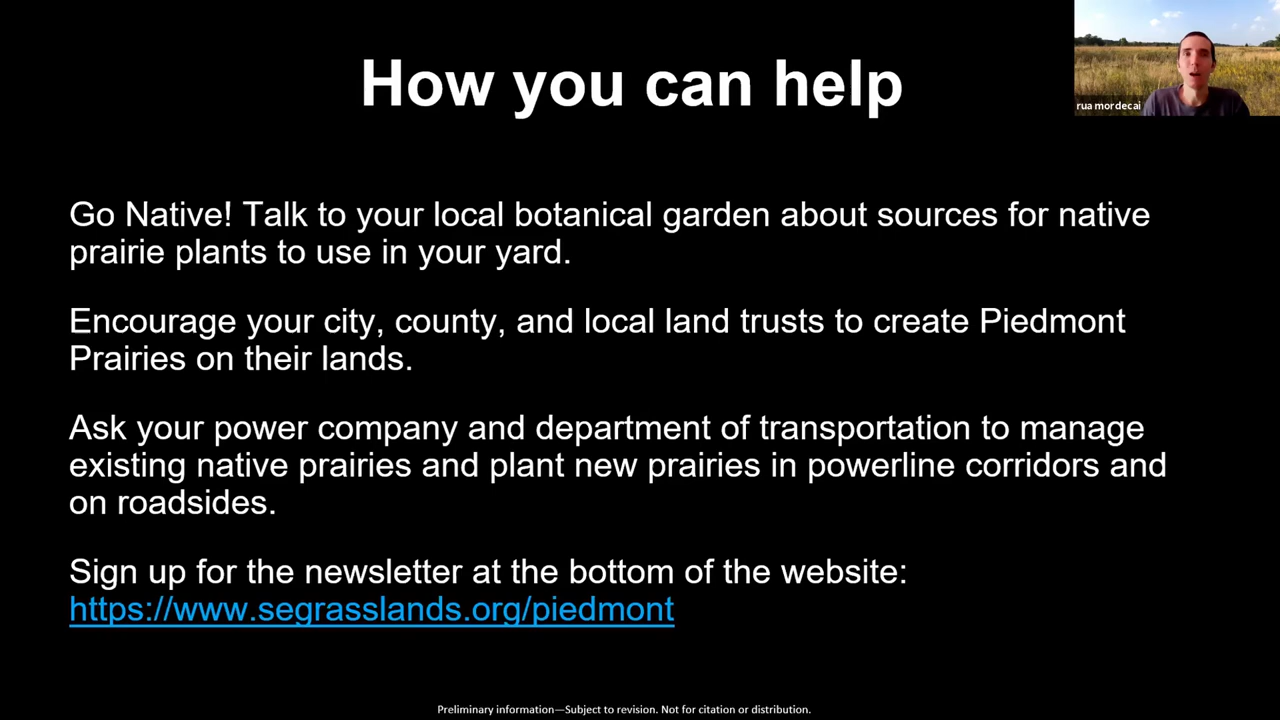 How you can help
rua mordecai
Go Native! Talk to your local botanical garden about sources for native
prairie plants to use in your yard.
Encourage your city, county, and local land trusts to create Piedmont
Prairies on their lands.
Ask your power company and department of transportation to manage
existing native prairies and plant new prairies in powerline corridors and
on roadsides.
Sign up for the newsletter at the bottom of the website:
https://www.segrasslands.org/piedmont
Preliminary information—Subject to revision. Not for citation or distribution.